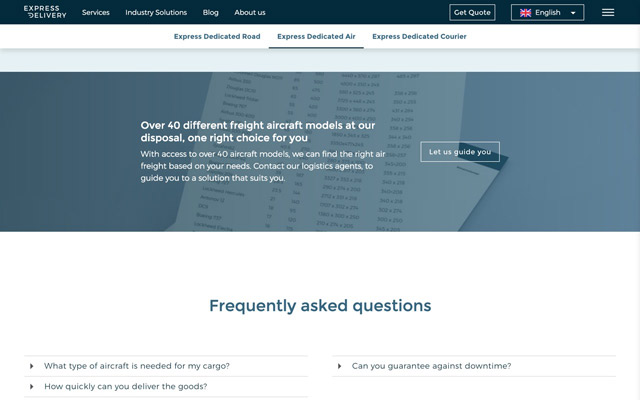 EXPRESS
DELIVERY
Services
Industry Solutions
Blog
About us
Get Quote
English
Express Dedicated Road
Express Dedicated Air
Express Dedicated Courier
Over 40 different freight aircraft models at our
disposal, one right choice for you
With access to over 40 aircraft models, we can find the right air
freight based on your needs. Contact our logistics agents, to
guide you to a solution that suits you.
Let us guide you
Frequently asked questions
What type of aircraft is needed for my cargo?
Can you guarantee against downtime?
How quickly can you deliver the goods?